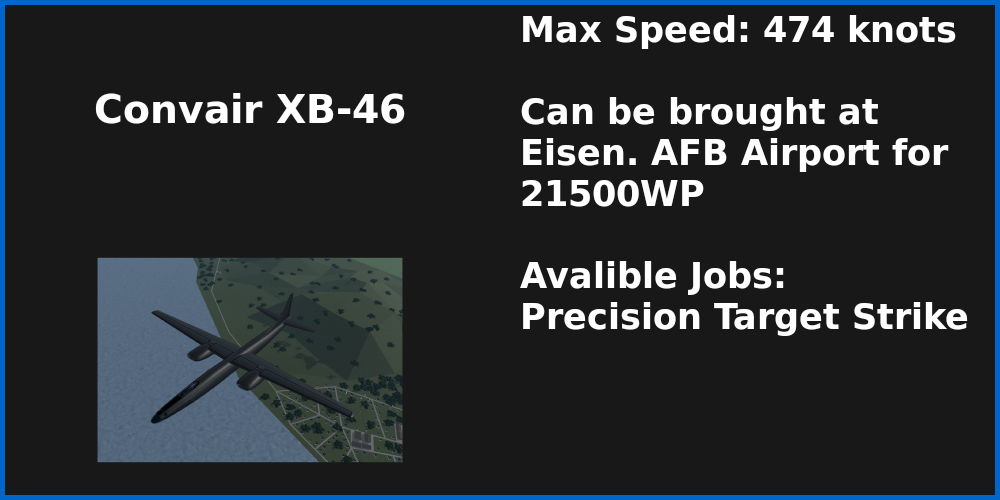 Convair XB-46
Max Speed: 474 knots
Can be brought at
Eisen. AFB Airport for
21500WP
Avalible Jobs:
Precision Target Strike